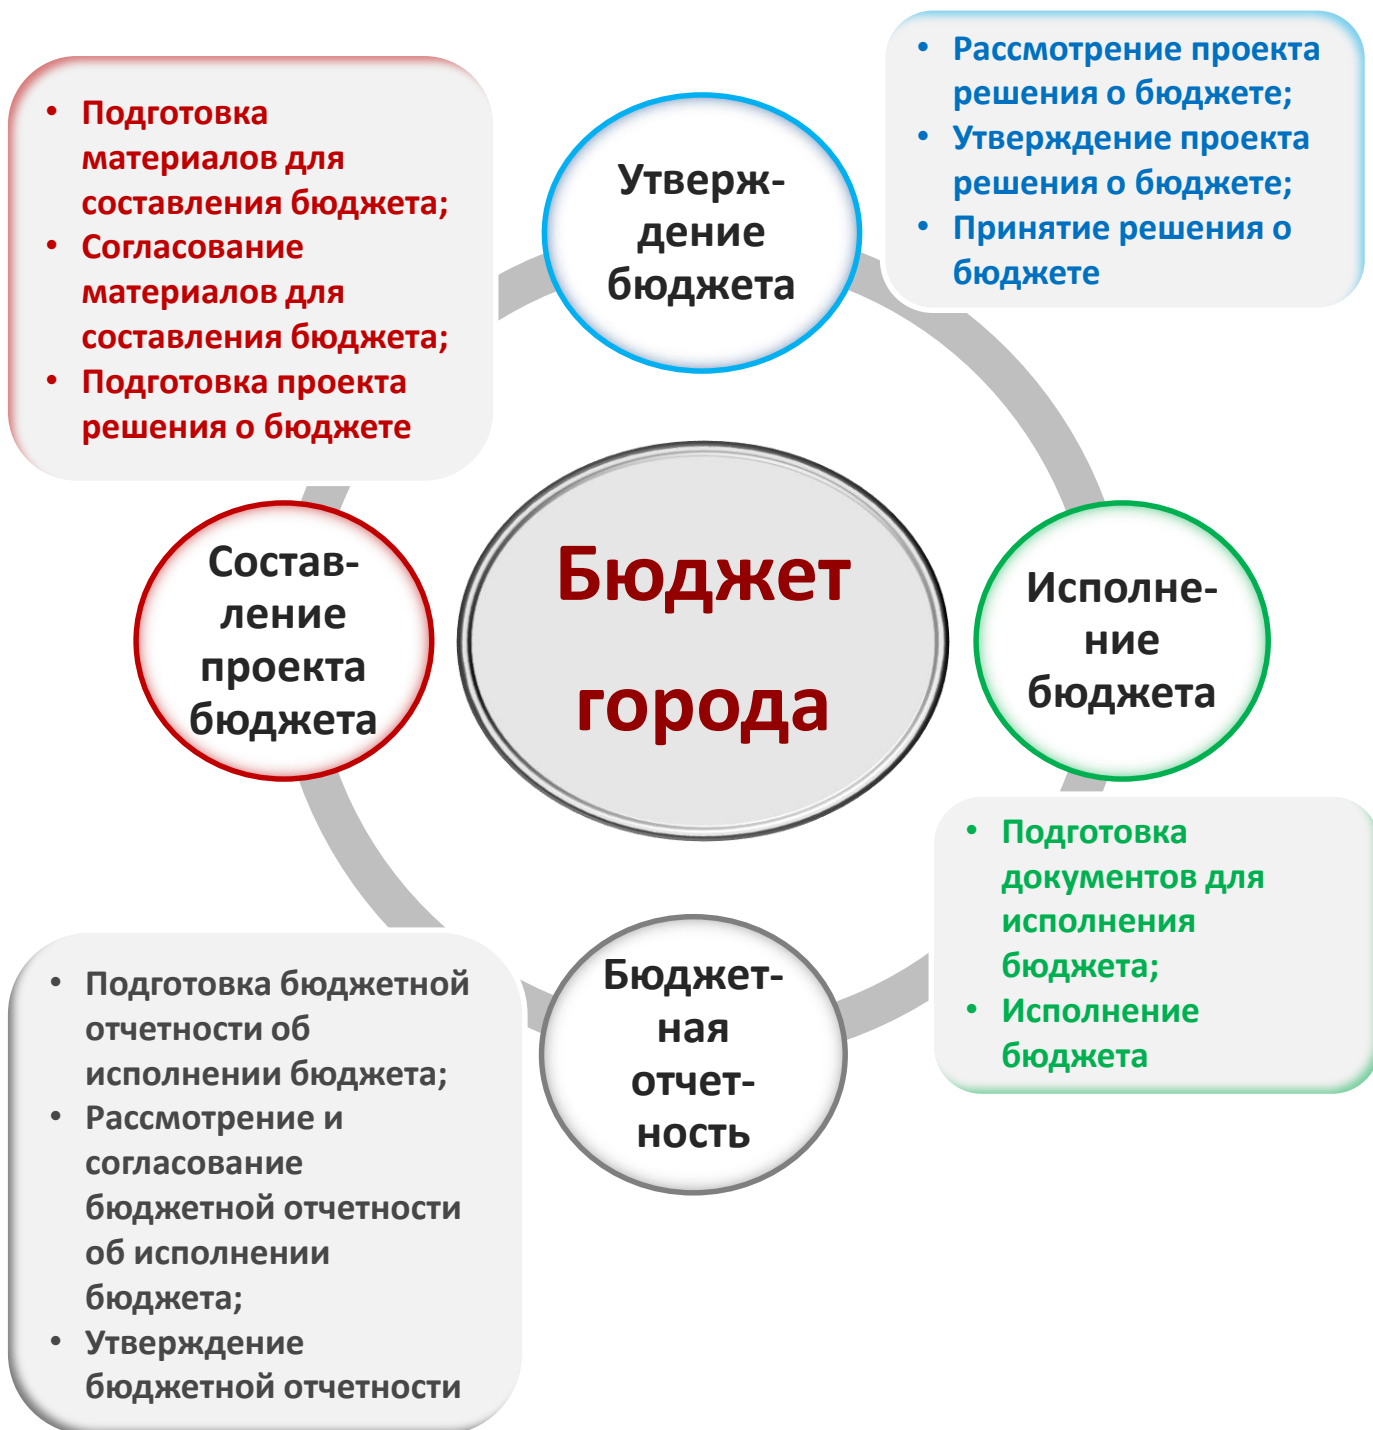 • Подготовка
материалов для
составления бюджета;
• Согласование
материалов для
составления бюджета;
• Подготовка проекта
решения о бюджете
Утверж-
дение
бюджета
• Рассмотрение проекта
решения о бюджете;
• Утверждение проекта
решения о бюджете;
• Принятие решения о
бюджете
Состав-
ление
проекта
бюджета
Бюджет
города
Исполне-
ние
бюджета
• Подготовка
документов для
исполнения
бюджета;
• Исполнение
бюджета
• Подготовка бюджетной
отчетности об
исполнении бюджета;
• Рассмотрение и
согласование
бюджетной отчетности
об исполнении
бюджета;
• Утверждение
бюджетной отчетности
Бюджет-
ная
отчет-
ность